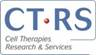 CT·RS
Cell Therapies
Research & Services